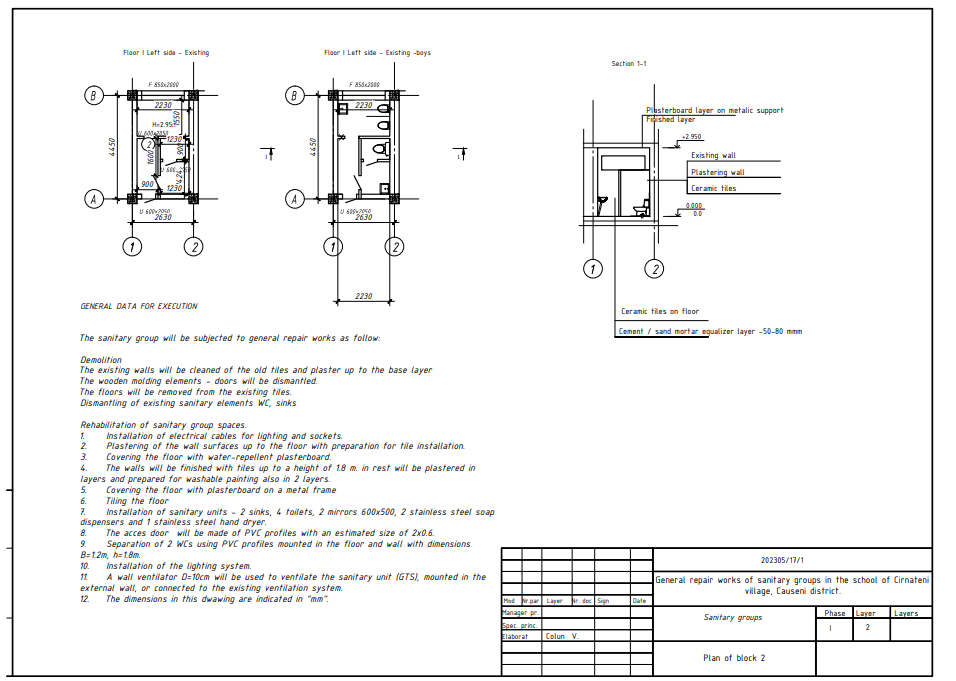 Floor I Left side - Existing
Floor I Left side - Existing -boys
Section 1-1
F 850x2000
F 850x2000
B
2230
B
2230
Plasterboard layer on metalic support
Finished layer
1550
H=2.95
U 600x2050
1230
2
+2.950
4450
900
4450
Existing wall
1600
I
I
U 600
Plastering wall
900
1230
Ceramic tiles
A
A
U 600x2050
U 600x2050
0.000
0.0
2630
2630
1
2
1
2
1
2
2230
GENERAL DATA FOR EXECUTION
Ceramic tiles on floor
Cement / sand mortar equalizer layer -50-80 mmm
The sanitary group will be subjected to general repair works as follow:
Demolition
The existing walls will be cleaned of the old tiles and plaster up to the base layer
The wooden molding elements - doors will be dismantled.
The floors will be removed from the existing tiles.
Dismantling of existing sanitary elements WC, sinks
Rehabilitation of sanitary group spaces.
1. Installation of electrical cables for lighting and sockets.
2. Plastering of the wall surfaces up to the floor with preparation for tile installation.
3. Covering the floor with water-repellent plasterboard.
4. The walls will be finished with tiles up to a height of 1.8 m. in rest will be plastered in
layers and prepared for washable painting also in 2 layers.
5. Covering the floor with plasterboard on a metal frame
6. Tiling the floor
7. Installation of sanitary units - 2 sinks, 4 toilets, 2 mirrors 600x500, 2 stainless steel soap
dispensers and 1 stainless steel hand dryer.
8. The acces door will be made of PVC profiles with an estimated size of 2x0.6.
9. Separation of 2 WCs using PVC profiles mounted in the floor and wall with dimensions
B=1.2m, h=1.8m.
10. Installation of the lighting system.
11. A wall ventilator D=10cm will be used to ventilate the sanitary unit (GTS), mounted in the
external wall, or connected to the existing ventilation system.
12. The dimensions in this dwawing are indicated in "mm".
202305/17/1
General repair works of sanitary groups in the school of Cirnateni
village, Causeni district.
Mod Nr.par Layer Nr. doc Sign Date
Manager pr.
Spec. princ.
Elaborat Colun V.
Sanitary groups
Phase Layer Layers
I 2
Plan of block 2